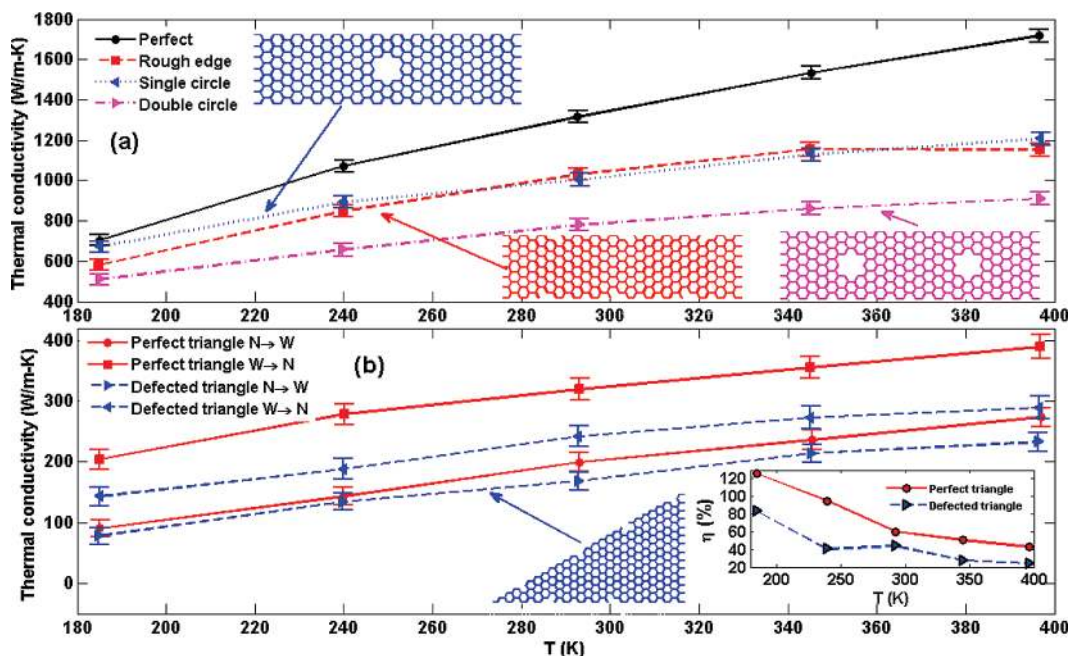 1800
1600
1400
1200
1000
800
600
400
Thermal conductivity (W/m-K)
Perfect
Rough edge
Single circle
Double circle
(a)
180 200 220 240 260 280 300 320 340 360 380 400
400
300
200
100
0
Thermal conductivity (W/m-K)
Perfect triangle N→ W
Perfect triangle W→ N
Defected triangle N→ W
Defected triangle W→ N
(b)
120
100
80
60
40
20
η (%)
Perfect triangle
Defected triangle
200 250 300 350 400
T (K)
180 200 220 240 260 280 300 320 340 360 380 400
T (K)